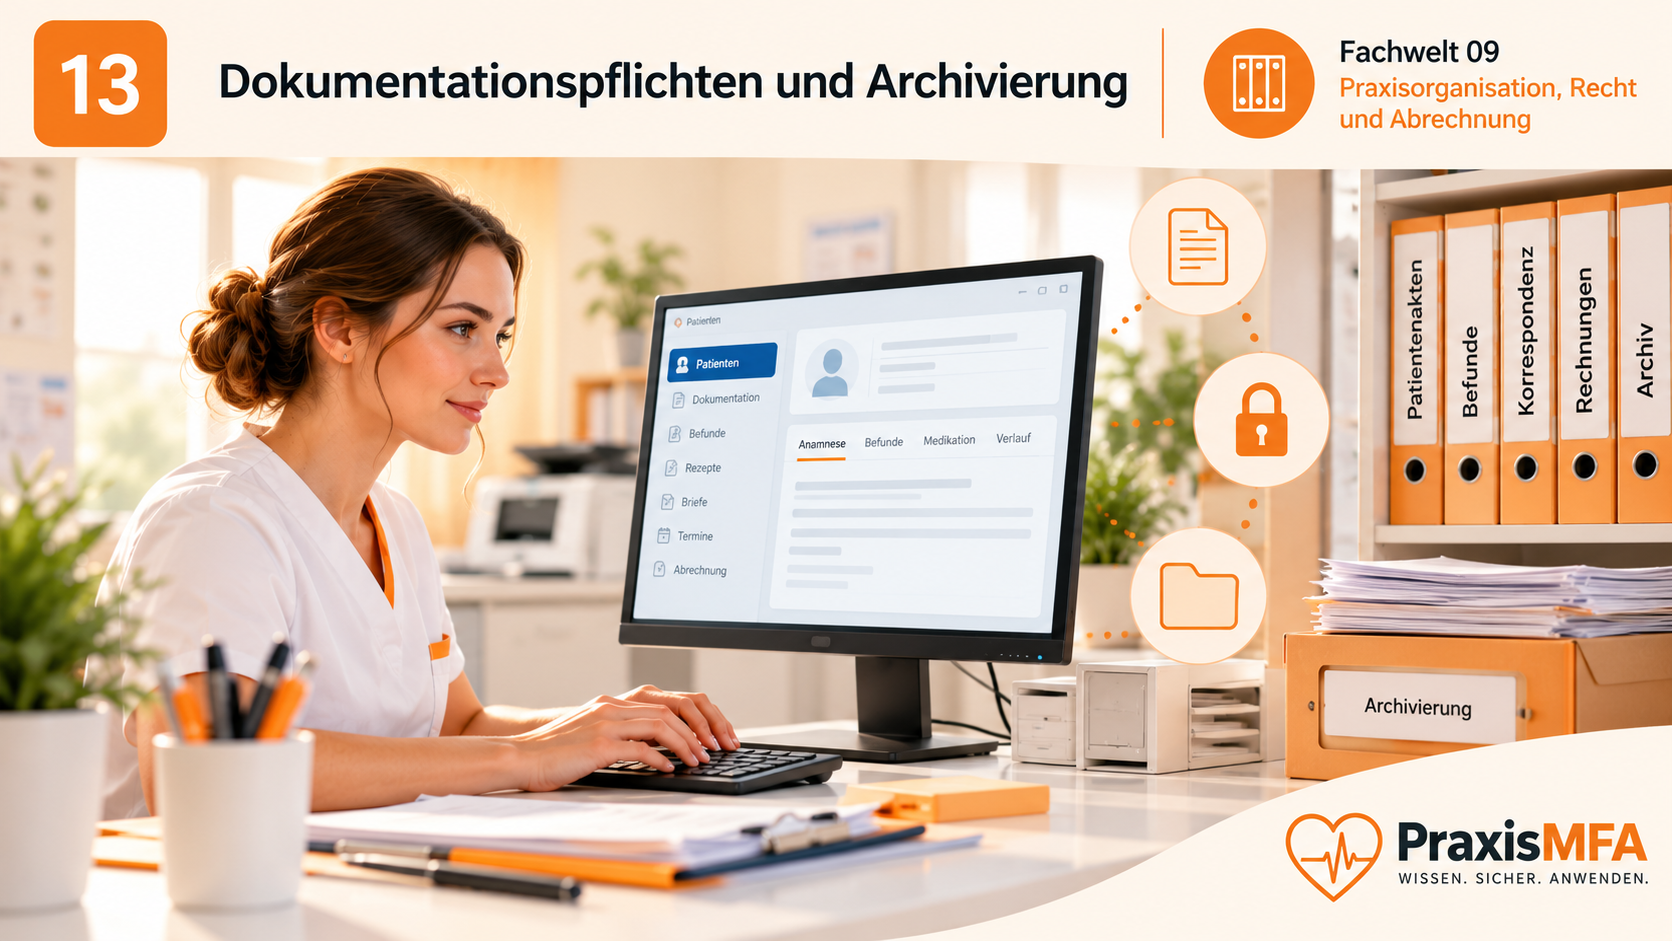 13
Dokumentationspflichten und Archivierung
Fachwelt 09
Praxisorganisation, Recht
und Abrechnung
Patienten
Patienten
Dokumentation
Befunde
Rezepte
Briefe
Termine
Abrechnung
Anamnese
Befunde
Medikation
Verlauf
Patientenakten
Befunde
Korrespondenz
Rechnungen
Archiv
Archivierung
PraxisMFA
WISSEN. SICHER. ANWENDEN.